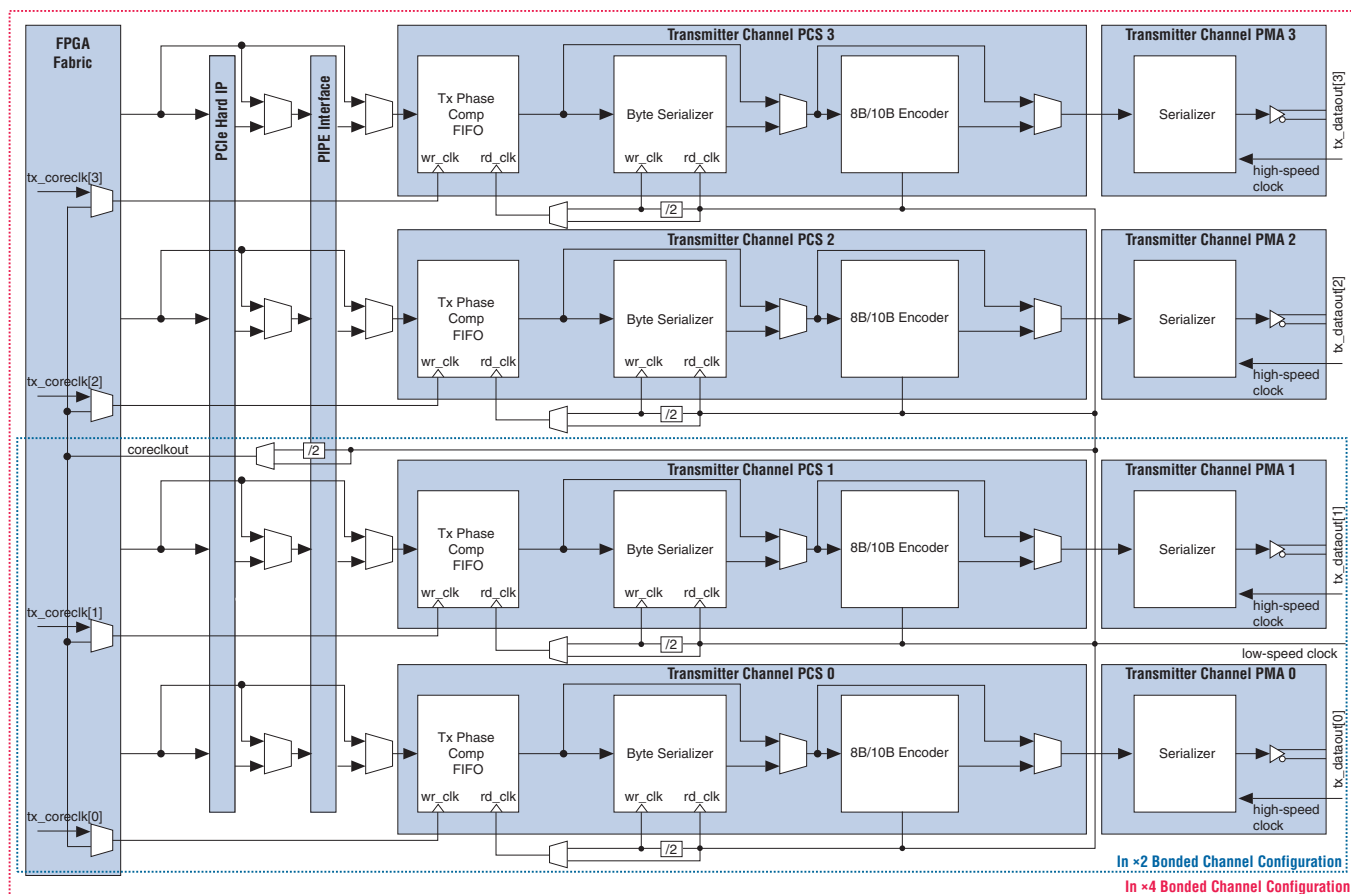 FPGA
Fabric
PCIe Hard IP
PIPE Interface
Transmitter Channel PCS 3
Tx Phase
Comp
FIFO
wr_clk
rd_clk
Byte Serializer
wr_clk
rd_clk
8B/10B Encoder
Transmitter Channel PMA 3
Serializer
high-speed
clock
tx_dataout[3]
tx_coreclk[3]
/2
Transmitter Channel PCS 2
Tx Phase
Comp
FIFO
wr_clk
rd_clk
Byte Serializer
wr_clk
rd_clk
8B/10B Encoder
Transmitter Channel PMA 2
Serializer
high-speed
clock
tx_dataout[2]
tx_coreclk[2]
/2
coreclkout
/2
Transmitter Channel PCS 1
Tx Phase
Comp
FIFO
wr_clk
rd_clk
Byte Serializer
wr_clk
rd_clk
8B/10B Encoder
Transmitter Channel PMA 1
Serializer
high-speed
clock
tx_dataout[1]
tx_coreclk[1]
/2
low-speed clock
Transmitter Channel PCS 0
Tx Phase
Comp
FIFO
wr_clk
rd_clk
Byte Serializer
wr_clk
rd_clk
8B/10B Encoder
Transmitter Channel PMA 0
Serializer
high-speed
clock
tx_dataout[0]
tx_coreclk[0]
/2
In ×2 Bonded Channel Configuration
In ×4 Bonded Channel Configuration